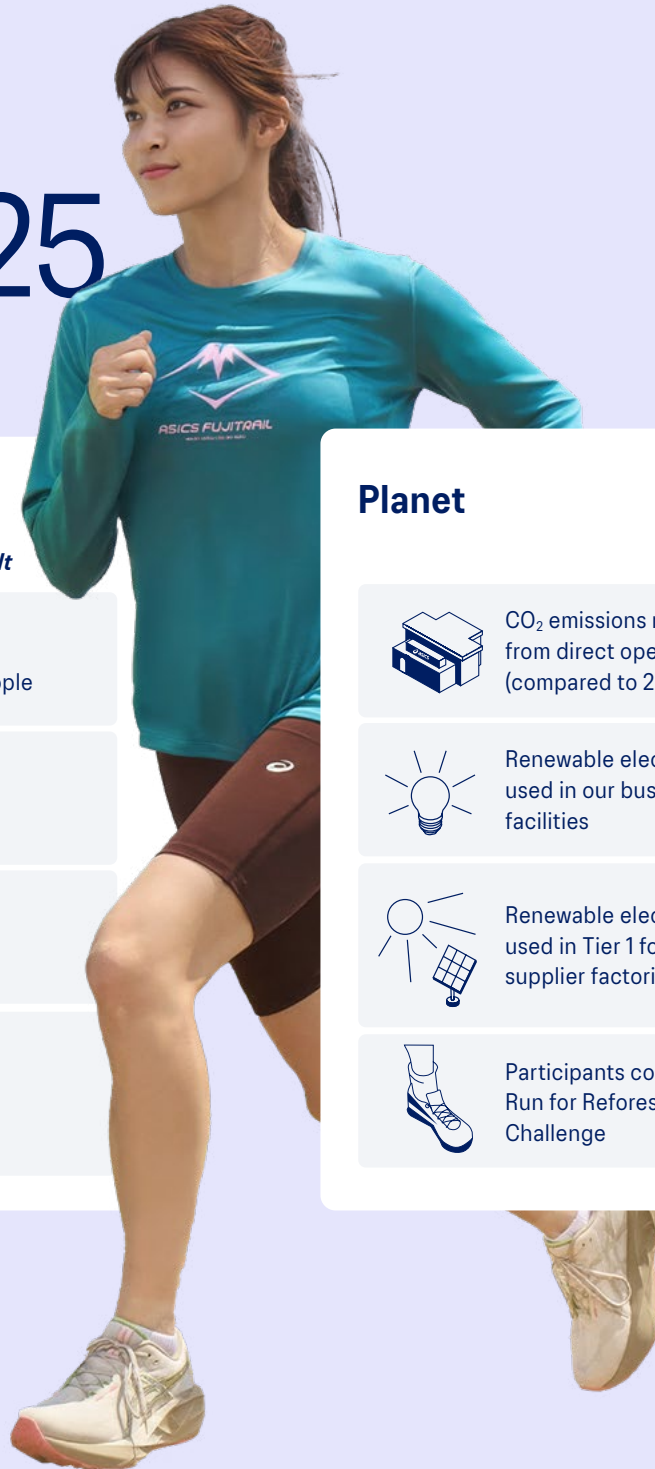 25
lt
ople
ASICS FUJITRAIL
Planet
CO₂ emissions
from direct ope
(compared to 2
Renewable elec
used in our bus
facilities
Renewable elec
used in Tier 1 fo
supplier factori
Participants co
Run for Refores
Challenge